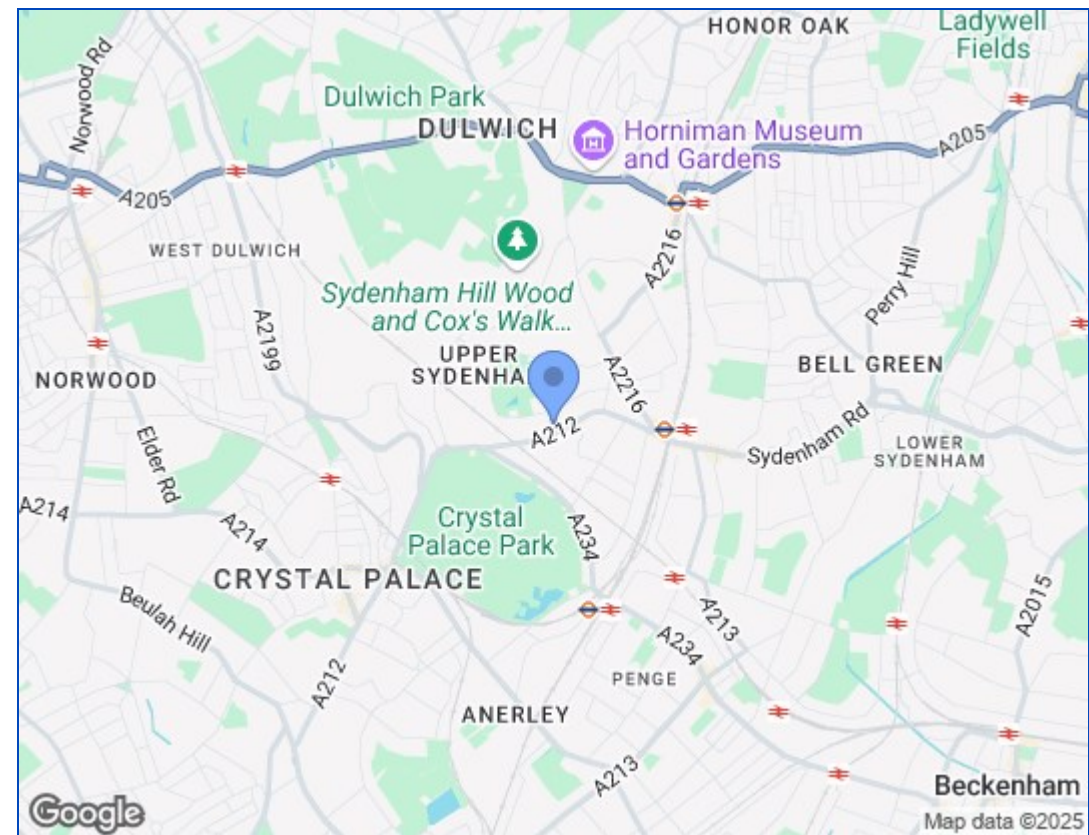 HONOR OAK
Ladywell
Fields
Norwood Rd
Dulwich Park
DULWICH
Horniman Museum
and Gardens
A205
A205
WEST DULWICH
A2216
Sydenham Hill Wood
and Cox's Walk...
Perry Hill
A2199
UPPER
SYDENHA
A2216
BELL GREEN
NORWOOD
A212
Sydenham Rd
LOWER
SYDENHAM
Elder Rd
A214
A214
Crystal
Palace Park
A234
CRYSTAL PALACE
Beulah Hill
A213
A2015
A234
A212
PENGE
ANERLEY
A213
Beckenham
Google
Map data ©2025